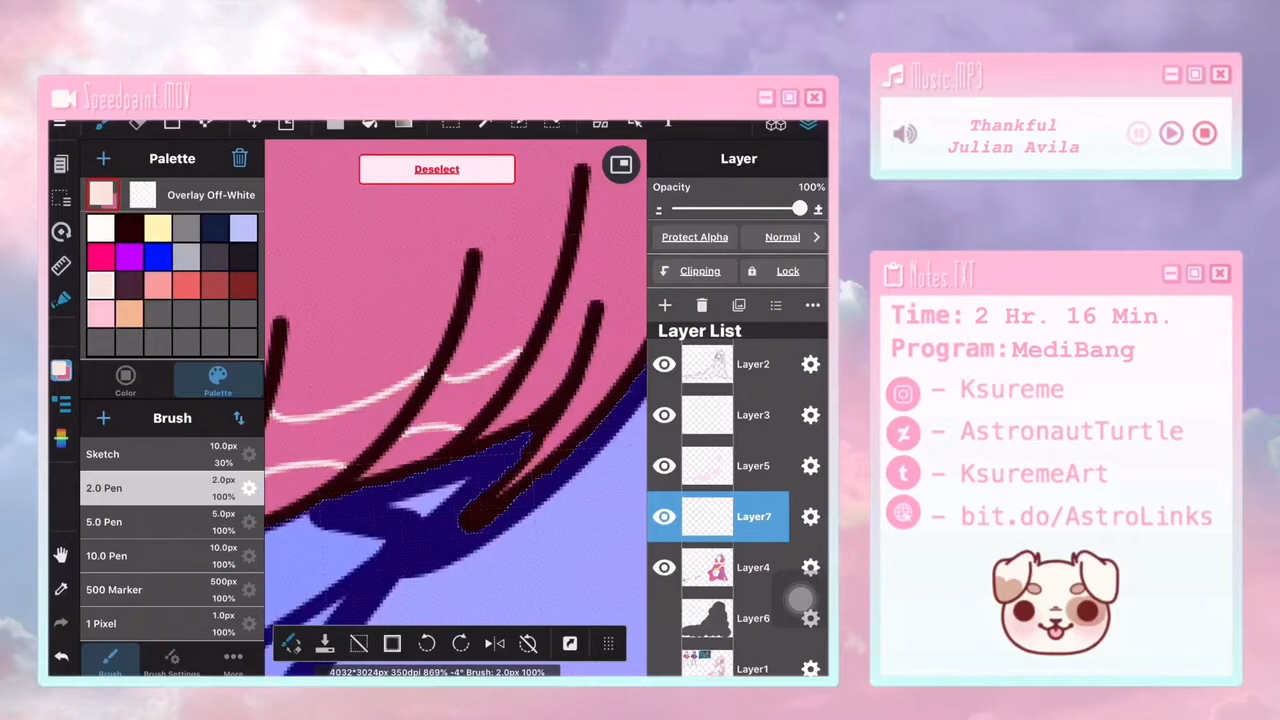 Speedpaint.MOV
Palette
Overlay Off-White
Color
Palette
Brush
Sketch
10.0px
30%
2.0 Pen
2.0px
100%
5.0 Pen
5.0px
100%
10.0 Pen
10.0px
100%
500 Marker
500px
100%
1 Pixel
1.0px
100%
Brush
Brush Settings
More
Deselect
4032*3024px 350dpi 869% -4° Brush: 2.0px 100%
Layer
Opacity
100%
Protect Alpha
Normal
Clipping
Lock
Layer List
Layer2
Layer3
Layer5
Layer7
Layer4
Layer6
Layer1
Music.MP3
Thankful
Julian Avila
Notes.TXT
Time: 2 Hr. 16 Min.
Program: MediBang
- Ksureme
- AstronautTurtle
- KsuremeArt
- bit.do/AstroLinks